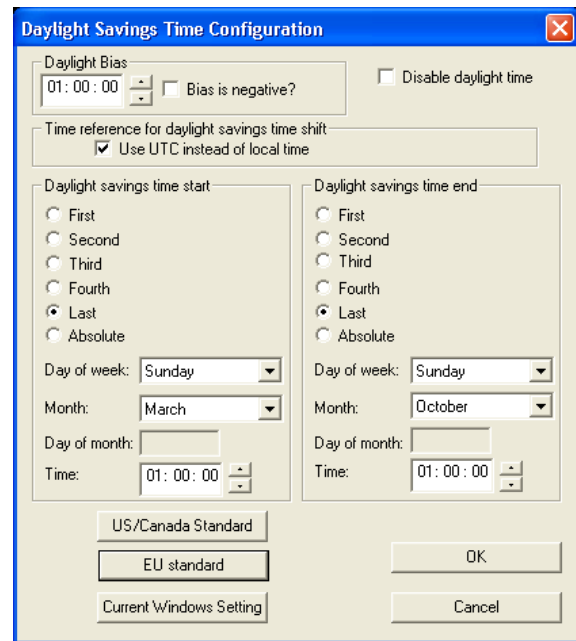 Daylight Savings Time Configuration
Daylight Bias
01: 00: 00
Bias is negative?
Disable daylight time
Time reference for daylight savings time shift
Use UTC instead of local time
Daylight savings time start
First
Second
Third
Fourth
Last
Absolute
Day of week: Sunday
Month: March
Day of month:
Time: 01: 00: 00
Daylight savings time end
First
Second
Third
Fourth
Last
Absolute
Day of week: Sunday
Month: October
Day of month:
Time: 01: 00: 00
US/Canada Standard
EU standard
Current Windows Setting
OK
Cancel